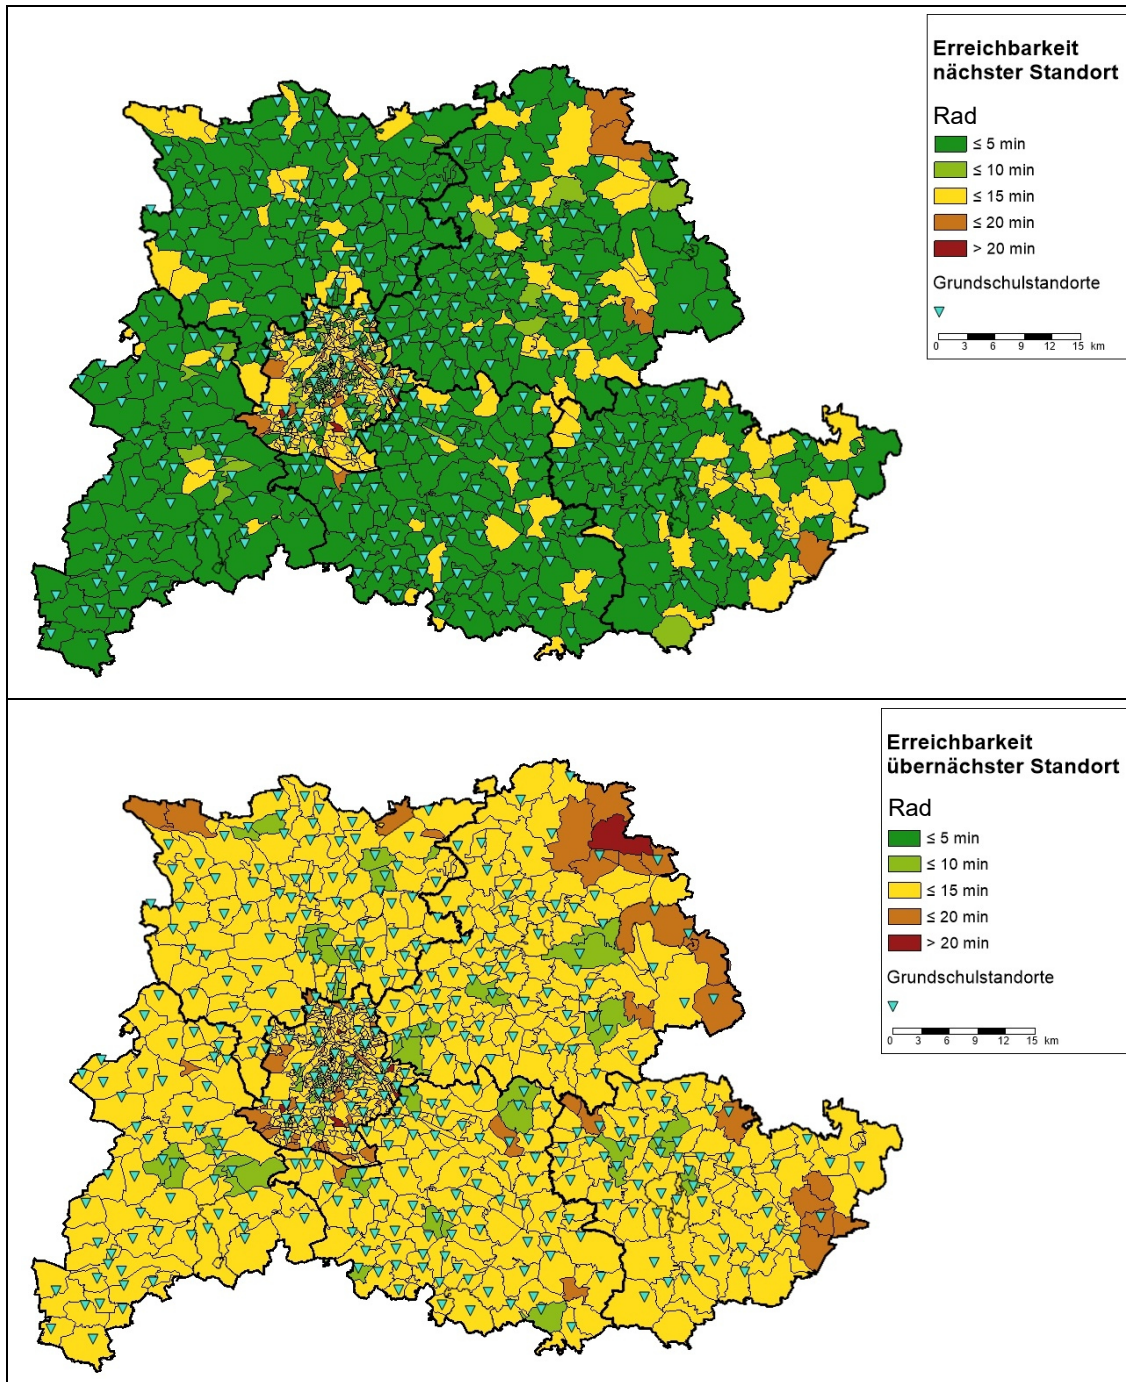 Erreichbarkeit
nächster Standort
Rad
≤ 5 min
≤ 10 min
≤ 15 min
≤ 20 min
> 20 min
Grundschulstandorte
0 3 6 9 12 15 km
Erreichbarkeit
übernächster Standort
Rad
≤ 5 min
≤ 10 min
≤ 15 min
≤ 20 min
> 20 min
Grundschulstandorte
0 3 6 9 12 15 km